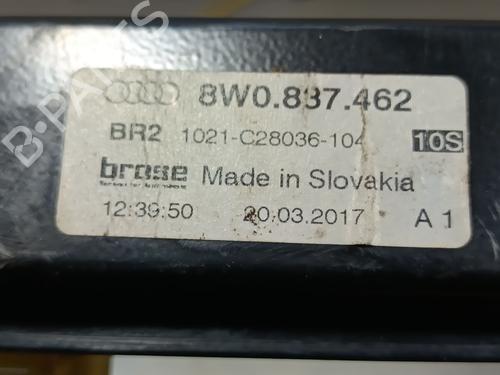 8W0.837.462
BR2 1021-C28036-104 10S
brose Made in Slovakia
12:39:50 20.03.2017 A 1
B-PARTS